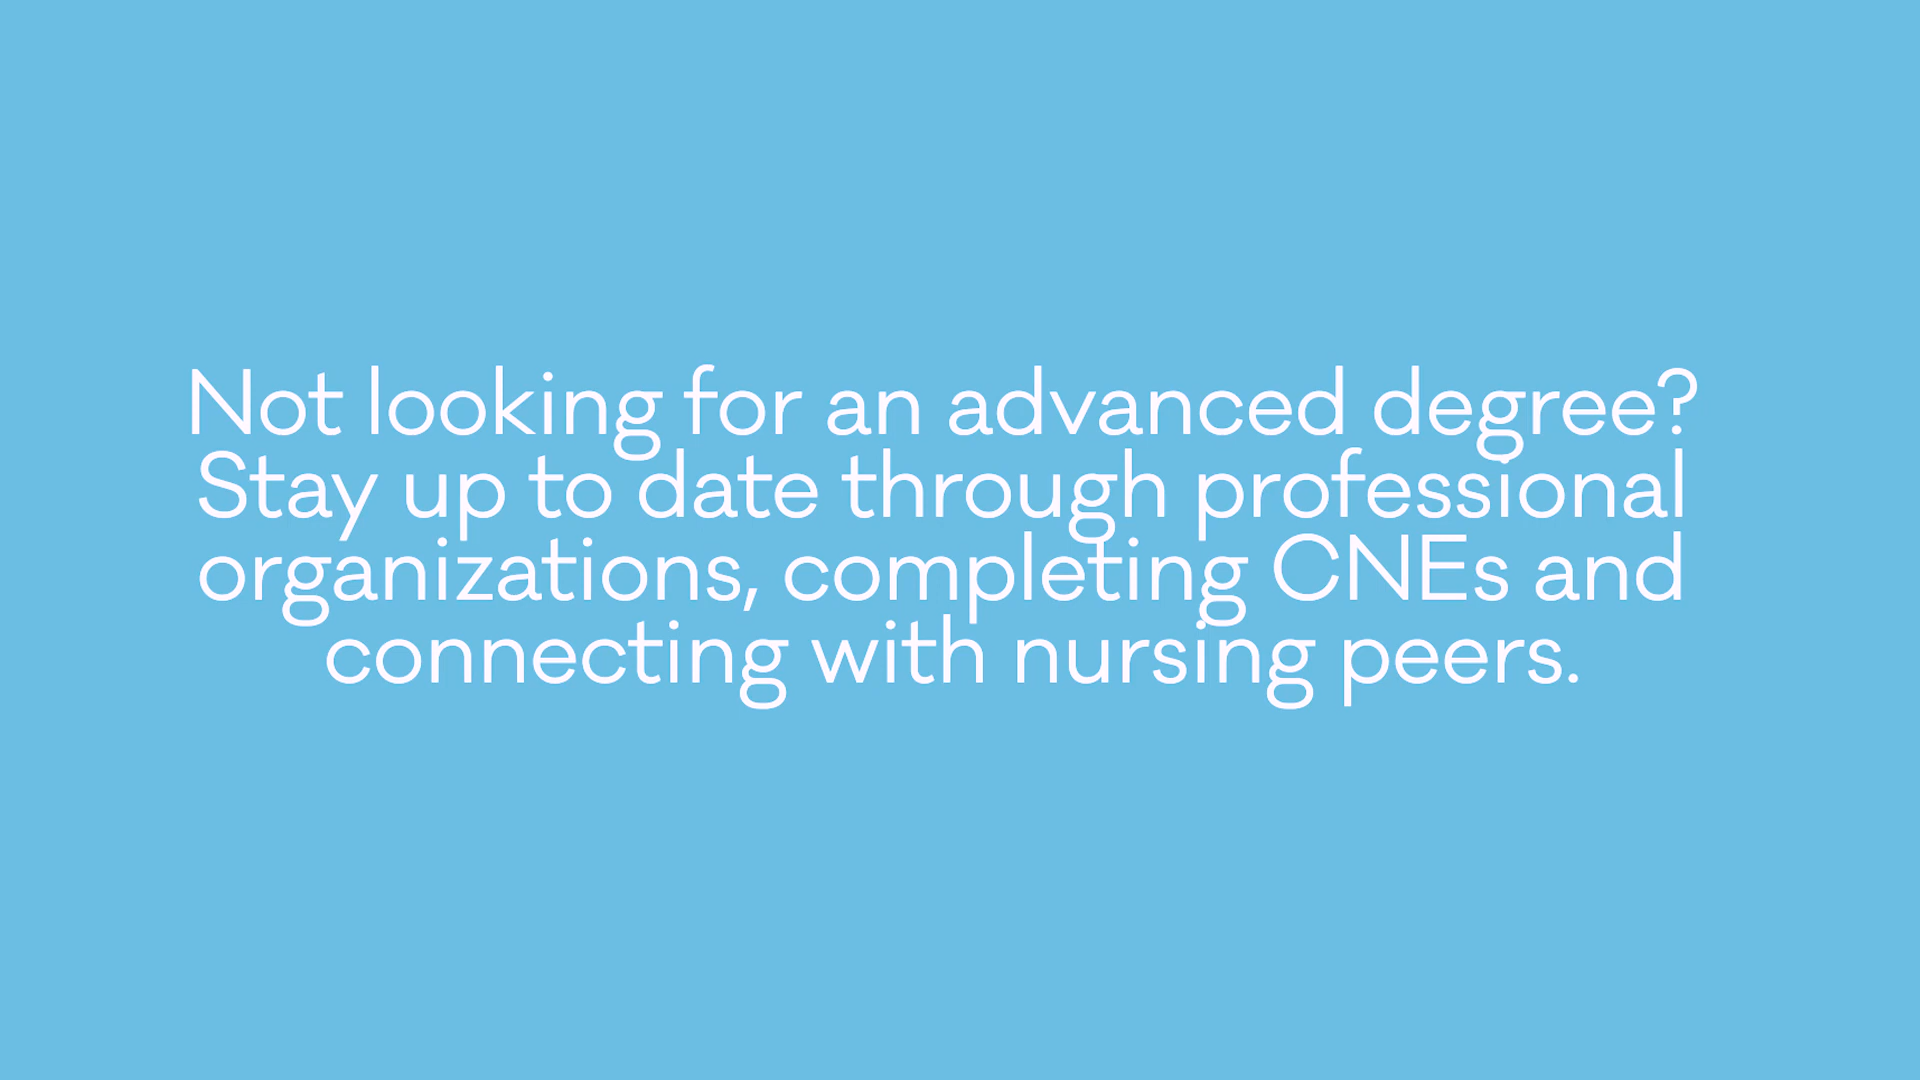 Not looking for an advanced degree?
Stay up to date through professional
organizations, completing CNEs and
connecting with nursing peers.